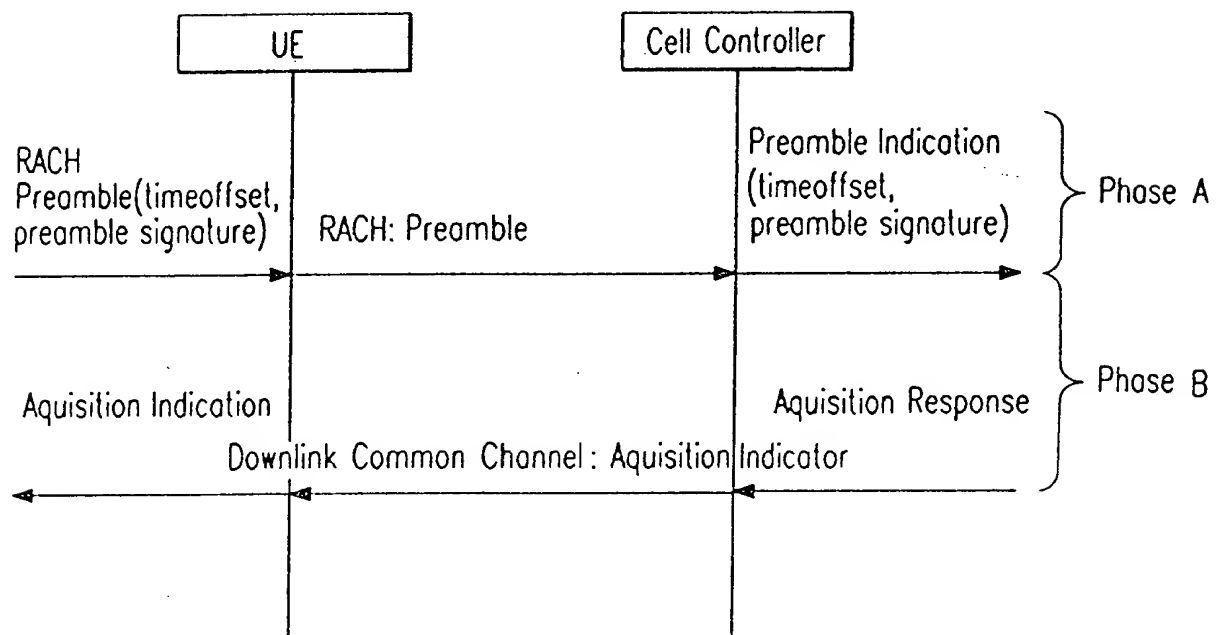 UE
Cell Controller
RACH
Preamble(timeoffset,
preamble signature)
RACH: Preamble
Preamble Indication
(timeoffset,
preamble signature)
Phase A
Aquisition Indication
Aquisition Response
Phase B
Downlink Common Channel: Aquisition Indicator